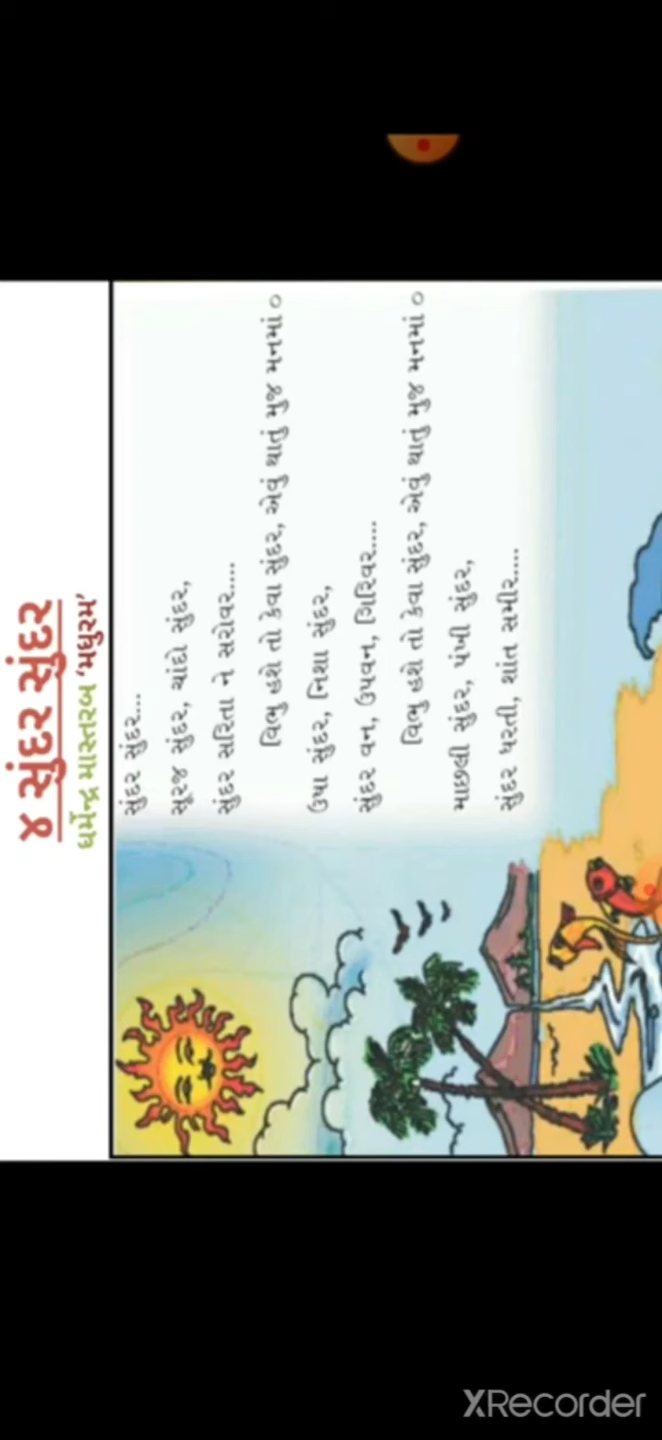 ૪ સુંદર સુંદર
ધર્મેન્દ્ર માસ્તરામ, 'મધુરમ'
સુંદર સુંદર...
સૂરજ સુંદર, ચાંદો સુંદર,
સુંદર સરિતા ને સરોવર....
વિભુ હશે તો કેવા સુંદર, એવું થાતું મુજ મનમાં ૦
ઉષા સુંદર, નિશા સુંદર,
સુંદર વન, ઉપવન, ગિરિવર....
વિભુ હશે તો કેવા સુંદર, એવું થાતું મુજ મનમાં ૦
માછલી સુંદર, પંખી સુંદર,
સુંદર ધરતી, શાંત સમીર....
XRecorder